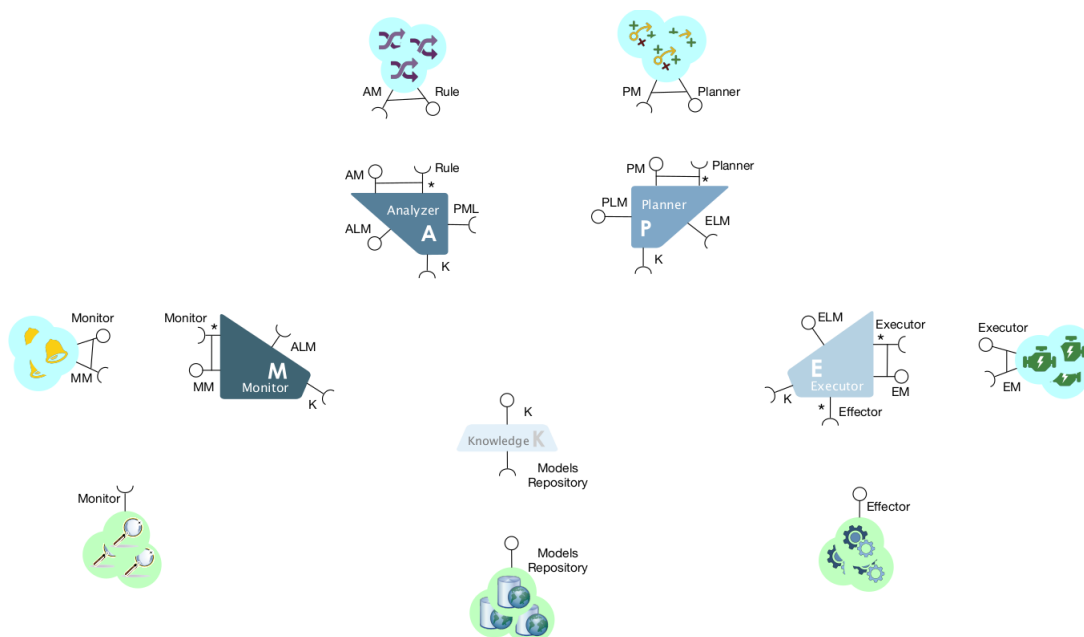 AM
Rule
PM
Planner
AM
Rule
*
Analyzer
A
PML
ALM
K
PM
Planner
*
PLM
Planner
P
ELM
K
Monitor
MM
Monitor
*
ALM
M
Monitor
MM
K
ELM
Executor
*
E
Executor
K
EM
*
Effector
Executor
EM
K
Knowledge K
Models
Repository
Monitor
Effector
Models
Repository